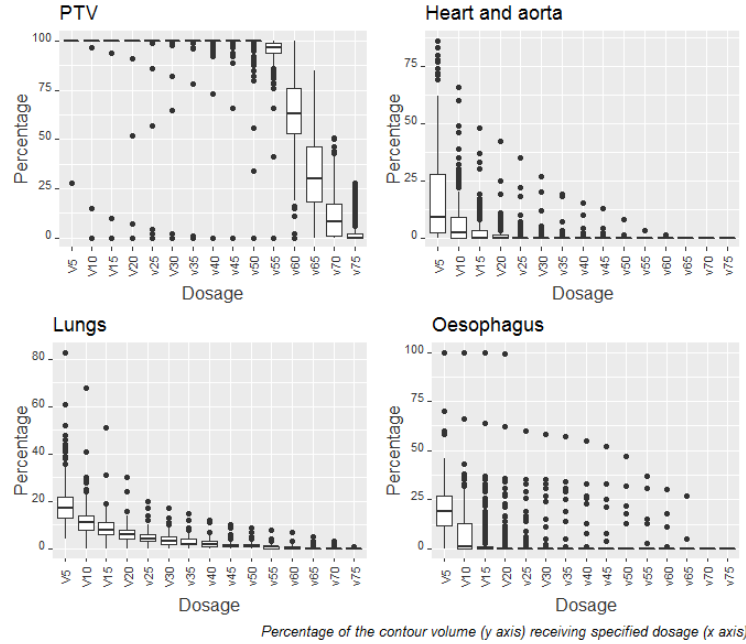 PTV
100
75
50
25
0
Percentage
V5
V10
V15
V20
v25
V30
v35
v40
v45
v50
v55
v60
v65
v70
v75
Dosage
Heart and aorta
75
50
25
0
Percentage
V5
V10
V15
V20
v25
V30
v35
v40
v45
v50
v55
v60
v65
v70
v75
Dosage
Lungs
80
60
40
20
0
Percentage
V5
V10
V15
V20
v25
V30
v35
v40
v45
v50
v55
v60
v65
v70
v75
Dosage
Oesophagus
100
75
50
25
0
Percentage
V5
V10
V15
V20
v25
V30
v35
v40
v45
v50
v55
v60
v65
v70
v75
Dosage
Percentage of the contour volume (y axis) receiving specified dosage (x axis)